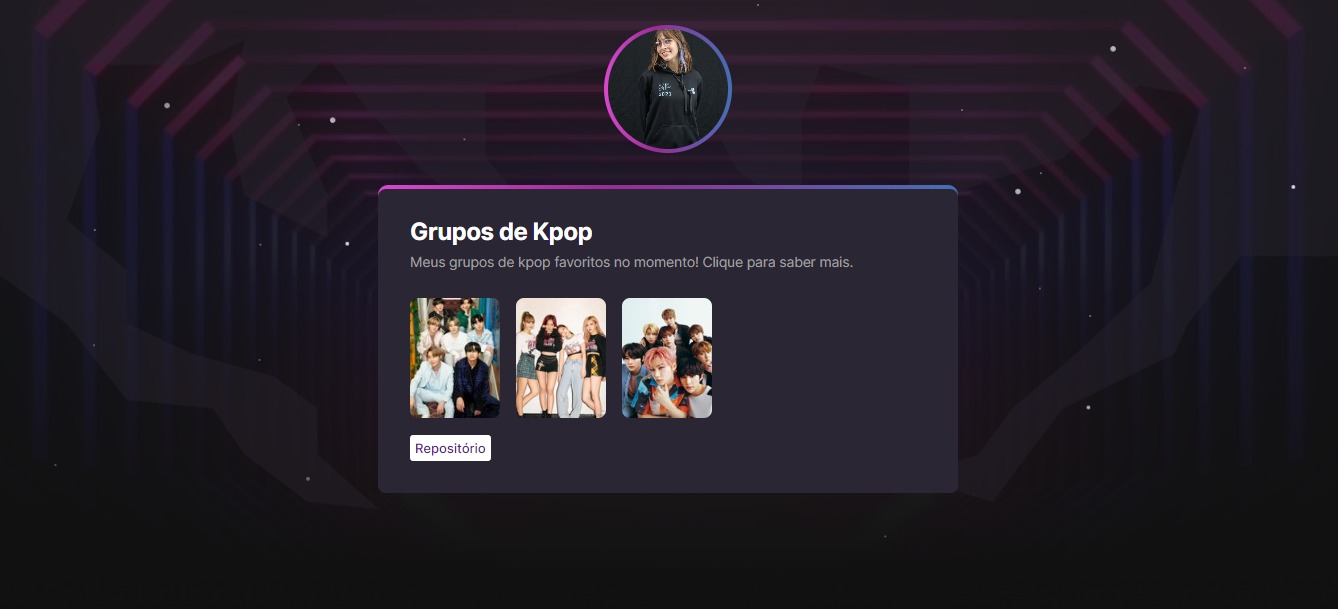 Grupos de Kpop
Meus grupos de kpop favoritos no momento! Clique para saber mais.
Repositório